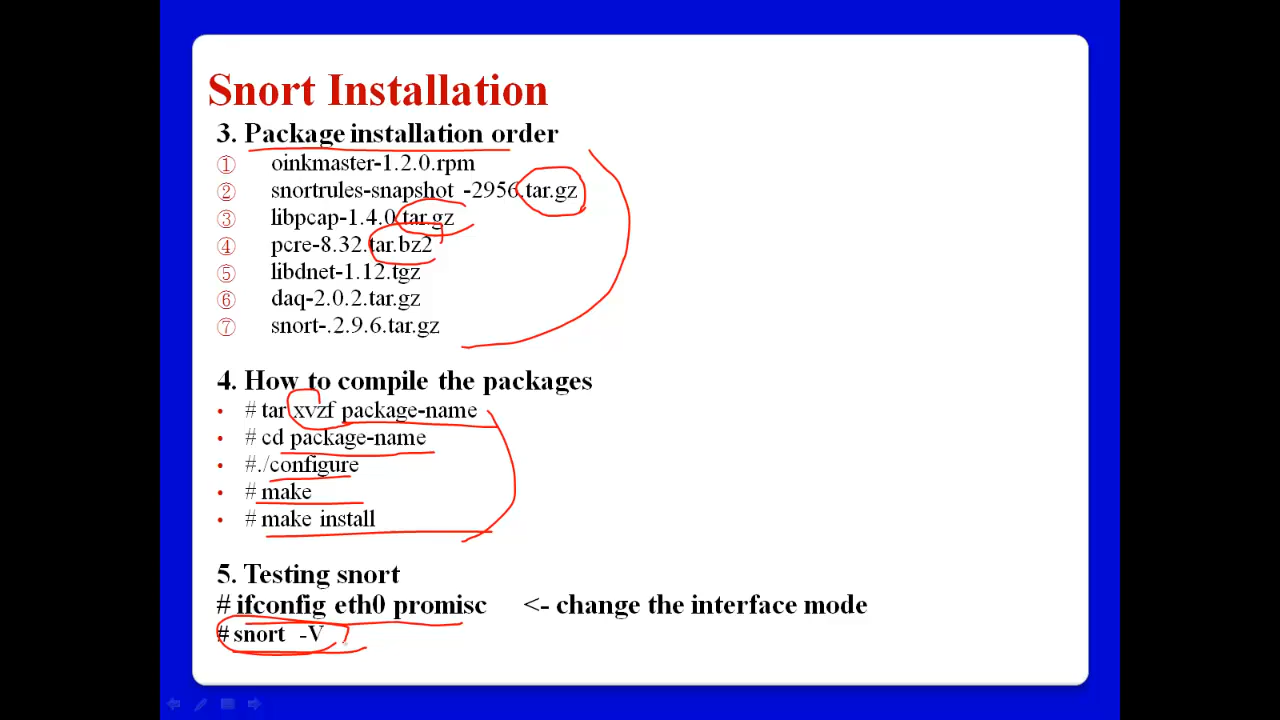 Snort Installation
3. Package installation order
① oinkmaster-1.2.0.rpm
② snortrules-snapshot -2956.tar.gz
③ libpcap-1.4.0.tar.gz
④ pcre-8.32.tar.bz2
⑤ libdnet-1.12.tgz
⑥ daq-2.0.2.tar.gz
⑦ snort-.2.9.6.tar.gz
4. How to compile the packages
• # tar xvzf package-name
• # cd package-name
• #./configure
• # make
• # make install
5. Testing snort
# ifconfig eth0 promisc <- change the interface mode
# snort -V